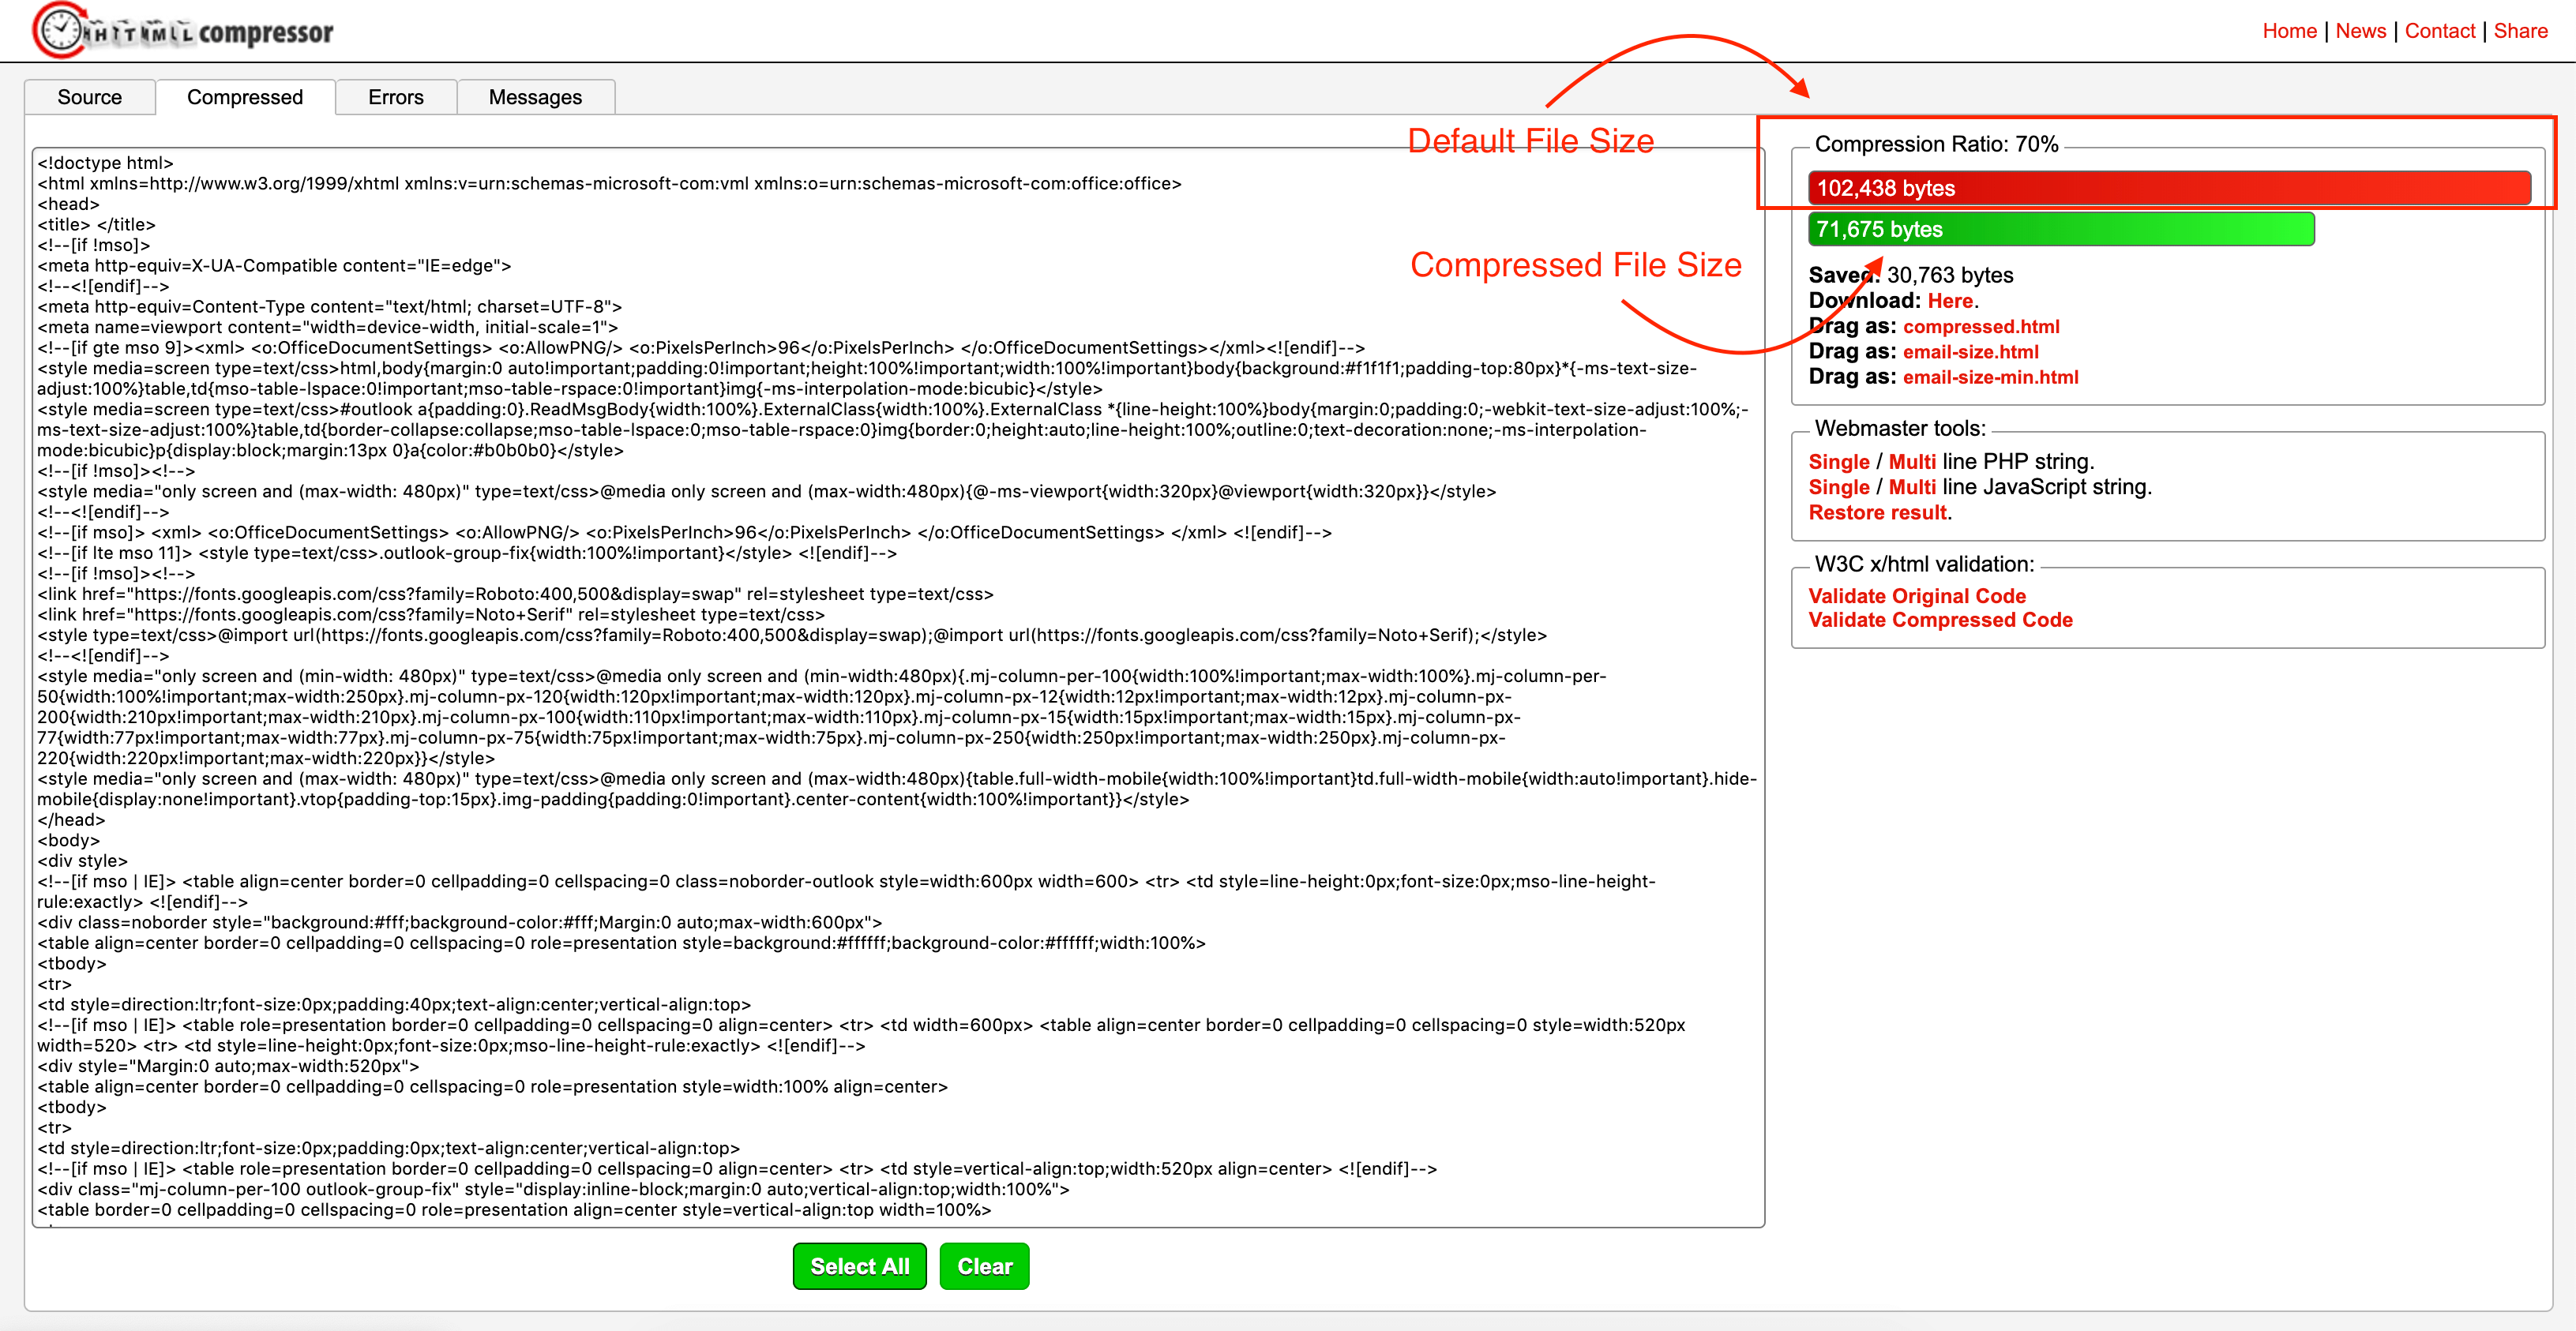 HTML compressor
Home | News | Contact | Share
Source
Compressed
Errors
Messages
Default File Size
Compressed File Size
<!doctype html>
<html xmlns=http://www.w3.org/1999/xhtml xmlns:v=urn:schemas-microsoft-com:vml xmlns:o=urn:schemas-microsoft-com:office:office>
<head>
<title> </title>
<!--[if !mso]>
<meta http-equiv=X-UA-Compatible content="IE=edge">
<!--<![endif]-->
<meta http-equiv=Content-Type content="text/html; charset=UTF-8">
<meta name=viewport content="width=device-width, initial-scale=1">
<!--[if gte mso 9]><xml> <o:OfficeDocumentSettings> <o:AllowPNG/> <o:PixelsPerInch>96</o:PixelsPerInch> </o:OfficeDocumentSettings></xml><![endif]-->
<style media=screen type=text/css>html,body{margin:0 auto!important;padding:0!important;height:100%!important;width:100%!important}body{background:#f1f1f1;padding-top:80px}*{-ms-text-size-
adjust:100%}table,td{mso-table-lspace:0!important;mso-table-rspace:0!important}img{-ms-interpolation-mode:bicubic}</style>
<style media=screen type=text/css>#outlook a{padding:0}.ReadMsgBody{width:100%}.ExternalClass{width:100%}.ExternalClass *{line-height:100%}body{margin:0;padding:0;-webkit-text-size-adjust:100%;-
ms-text-size-adjust:100%}table,td{border-collapse:collapse;mso-table-lspace:0;mso-table-rspace:0}img{border:0;height:auto;line-height:100%;outline:0;text-decoration:none;-ms-interpolation-
mode:bicubic}p{display:block;margin:13px 0}a{color:#b0b0b0}</style>
<!--[if !mso]><!-->
<style media="only screen and (max-width: 480px)" type=text/css>@media only screen and (max-width:480px){@-ms-viewport{width:320px}@viewport{width:320px}}</style>
<!--<![endif]-->
<!--[if mso]> <xml> <o:OfficeDocumentSettings> <o:AllowPNG/> <o:PixelsPerInch>96</o:PixelsPerInch> </o:OfficeDocumentSettings> </xml> <![endif]-->
<!--[if lte mso 11]> <style type=text/css>.outlook-group-fix{width:100%!important}</style> <![endif]-->
<!--[if !mso]><!-->
<link href="https://fonts.googleapis.com/css?family=Roboto:400,500&display=swap" rel=stylesheet type=text/css>
<link href="https://fonts.googleapis.com/css?family=Noto+Serif" rel=stylesheet type=text/css>
<style type=text/css>@import url(https://fonts.googleapis.com/css?family=Roboto:400,500&display=swap);@import url(https://fonts.googleapis.com/css?family=Noto+Serif);</style>
<!--<![endif]-->
<style media="only screen and (min-width: 480px)" type=text/css>@media only screen and (min-width:480px){.mj-column-per-100{width:100%!important;max-width:100%}.mj-column-per-
50{width:100%!important;max-width:250px}.mj-column-px-120{width:120px!important;max-width:120px}.mj-column-px-12{width:12px!important;max-width:12px}.mj-column-px-
200{width:210px!important;max-width:210px}.mj-column-px-100{width:110px!important;max-width:110px}.mj-column-px-15{width:15px!important;max-width:15px}.mj-column-px-
77{width:77px!important;max-width:77px}.mj-column-px-75{width:75px!important;max-width:75px}.mj-column-px-250{width:250px!important;max-width:250px}.mj-column-px-
220{width:220px!important;max-width:220px}}</style>
<style media="only screen and (max-width: 480px)" type=text/css>@media only screen and (max-width:480px){table.full-width-mobile{width:100%!important}td.full-width-mobile{width:auto!important}.hide-
mobile{display:none!important}.vtop{padding-top:15px}.img-padding{padding:0!important}.center-content{width:100%!important}}</style>
</head>
<body>
<div style>
<!--[if mso | IE]> <table align=center border=0 cellpadding=0 cellspacing=0 class=noborder-outlook style=width:600px width=600> <tr> <td style=line-height:0px;font-size:0px;mso-line-height-
rule:exactly> <![endif]-->
<div class=noborder style="background:#fff;background-color:#fff;Margin:0 auto;max-width:600px">
<table align=center border=0 cellpadding=0 cellspacing=0 role=presentation style=background:#ffffff;background-color:#ffffff;width:100%>
<tbody>
<tr>
<td style=direction:ltr;font-size:0px;padding:40px;text-align:center;vertical-align:top>
<!--[if mso | IE]> <table role=presentation border=0 cellpadding=0 cellspacing=0 align=center> <tr> <td width=600px> <table align=center border=0 cellpadding=0 cellspacing=0 style=width:520px
width=520> <tr> <td style=line-height:0px;font-size:0px;mso-line-height-rule:exactly> <![endif]-->
<div style="Margin:0 auto;max-width:520px">
<table align=center border=0 cellpadding=0 cellspacing=0 role=presentation style=width:100% align=center>
<tbody>
<tr>
<td style=direction:ltr;font-size:0px;padding:0px;text-align:center;vertical-align:top>
<!--[if mso | IE]> <table role=presentation border=0 cellpadding=0 cellspacing=0 align=center> <tr> <td style=vertical-align:top;width:520px align=center> <![endif]-->
<div class="mj-column-per-100 outlook-group-fix" style="display:inline-block;margin:0 auto;vertical-align:top;width:100%">
<table border=0 cellpadding=0 cellspacing=0 role=presentation align=center style=vertical-align:top width=100%>
Select All
Clear
Compression Ratio: 70%
102,438 bytes
71,675 bytes
Saved: 30,763 bytes
Download: Here.
Drag as: compressed.html
Drag as: email-size.html
Drag as: email-size-min.html
Webmaster tools:
Single / Multi line PHP string.
Single / Multi line JavaScript string.
Restore result.
W3C x/html validation:
Validate Original Code
Validate Compressed Code